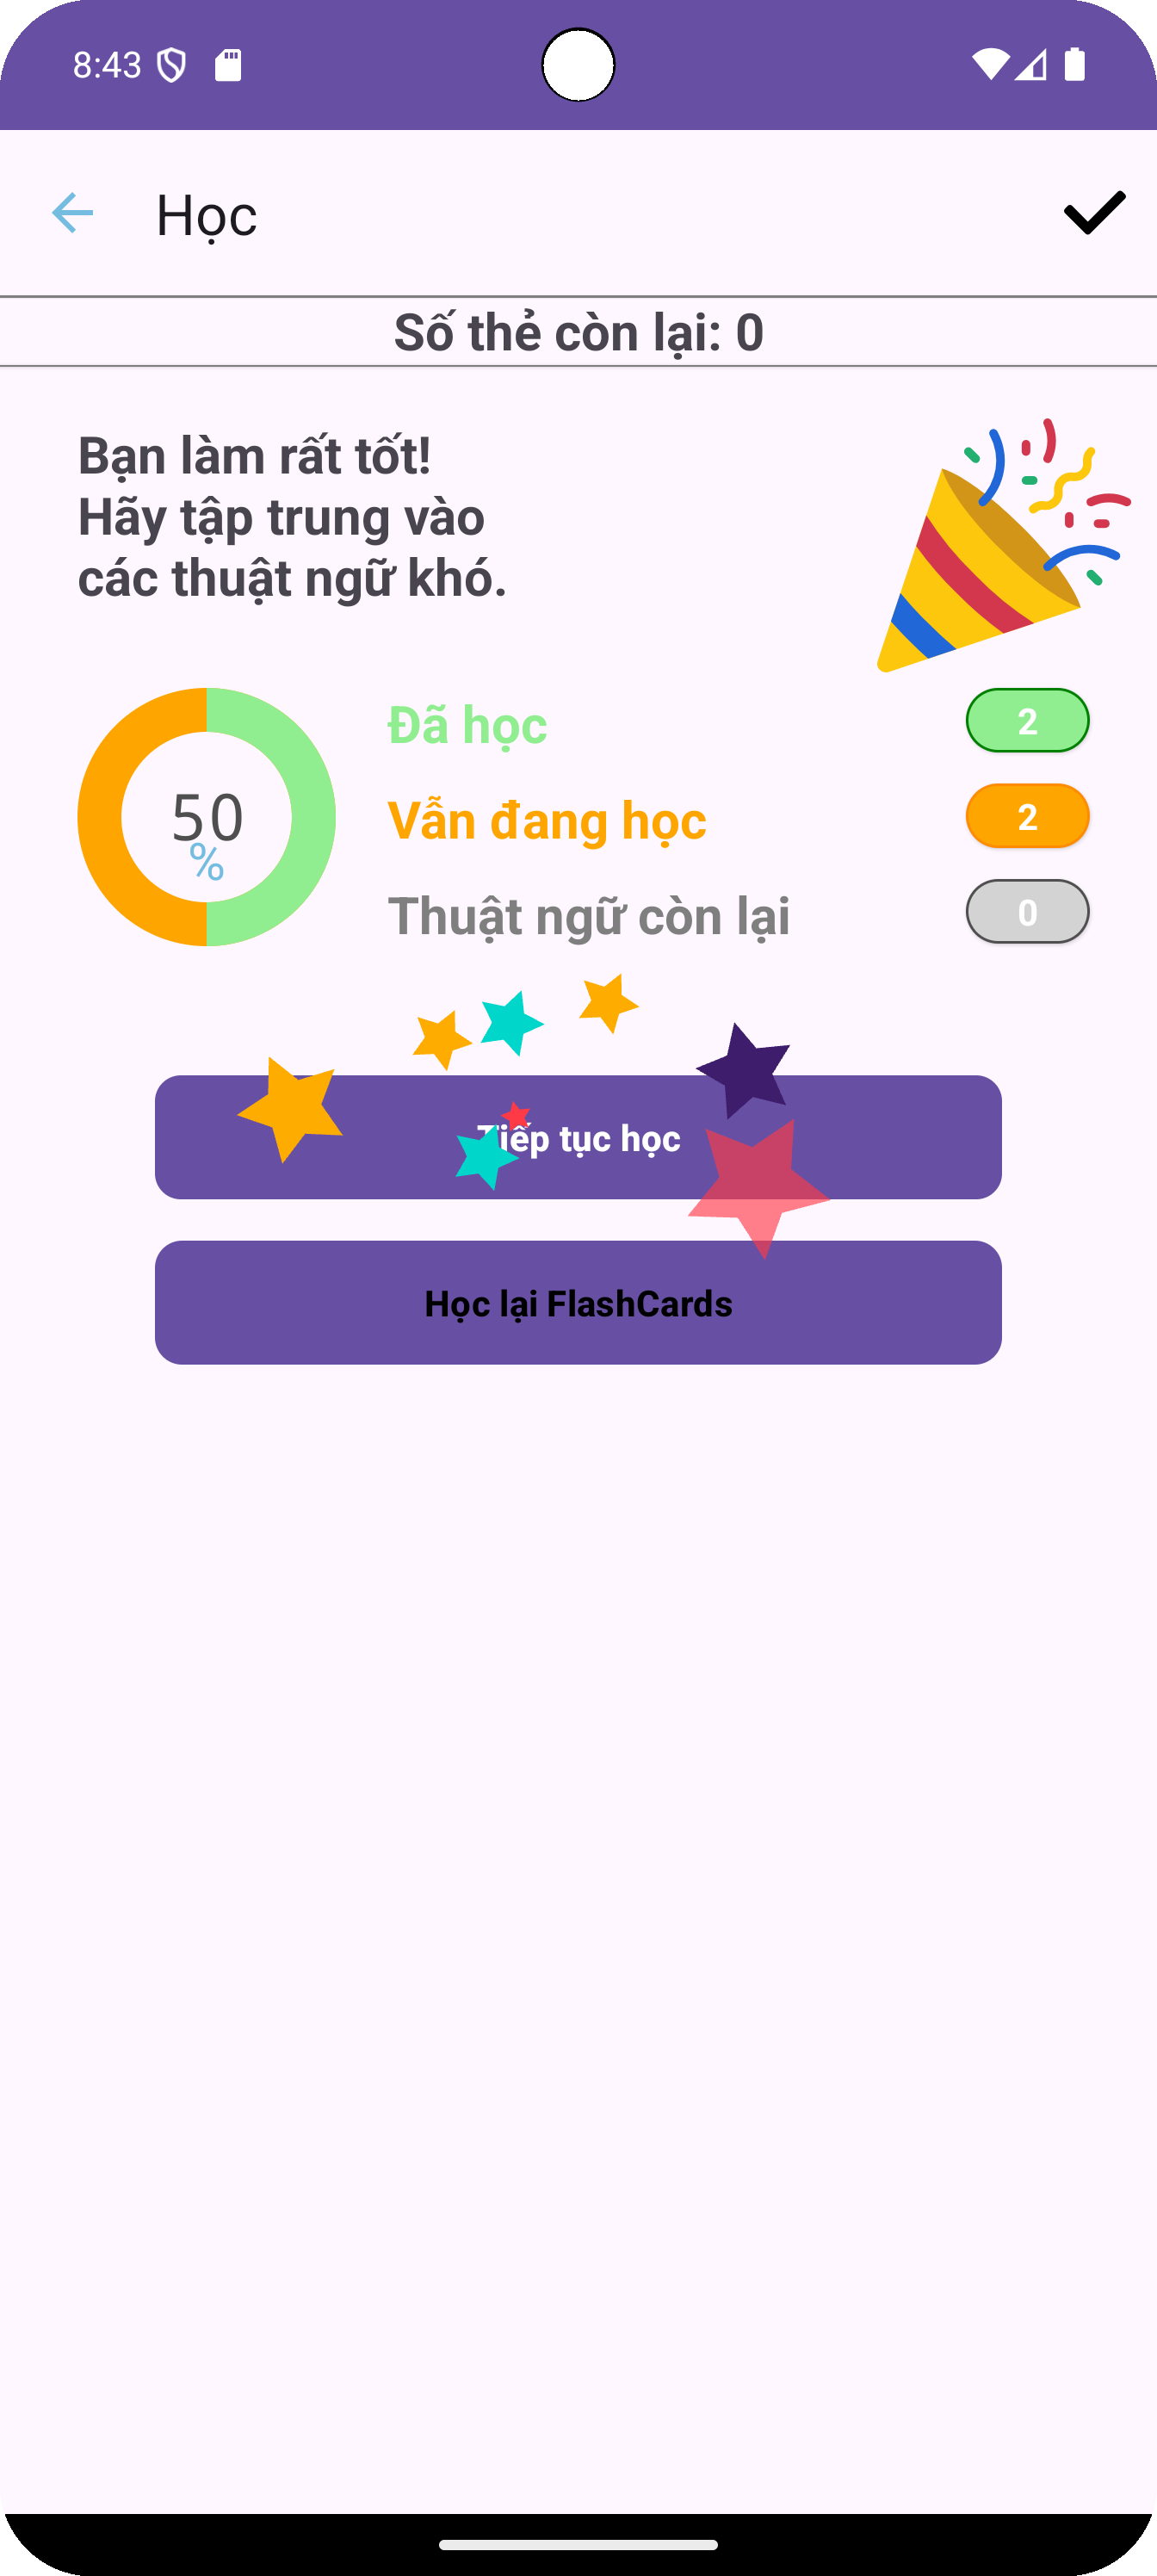 8:43
Học
Số thẻ còn lại: 0
Bạn làm rất tốt!
Hãy tập trung vào
các thuật ngữ khó.
50
%
Đã học
2
Vẫn đang học
2
Thuật ngữ còn lại
0
Tiếp tục học
Học lại FlashCards